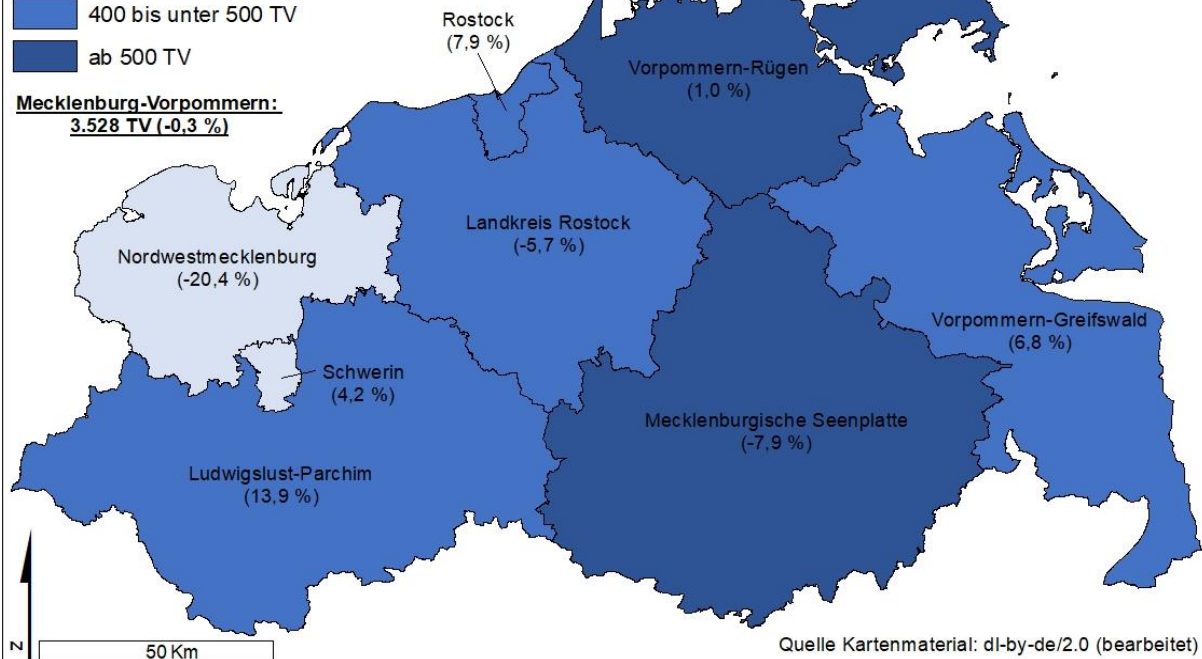 400 bis unter 500 TV
ab 500 TV
Mecklenburg-Vorpommern:
3.528 TV (-0,3 %)
Rostock
(7,9 %)
Vorpommern-Rügen
(1,0 %)
Landkreis Rostock
(-5,7 %)
Nordwestmecklenburg
(-20,4 %)
Vorpommern-Greifswald
(6,8 %)
Schwerin
(4,2 %)
Mecklenburgische Seenplatte
(-7,9 %)
Ludwigslust-Parchim
(13,9 %)
N
50 Km
Quelle Kartenmaterial: dl-by-de/2.0 (bearbeitet)